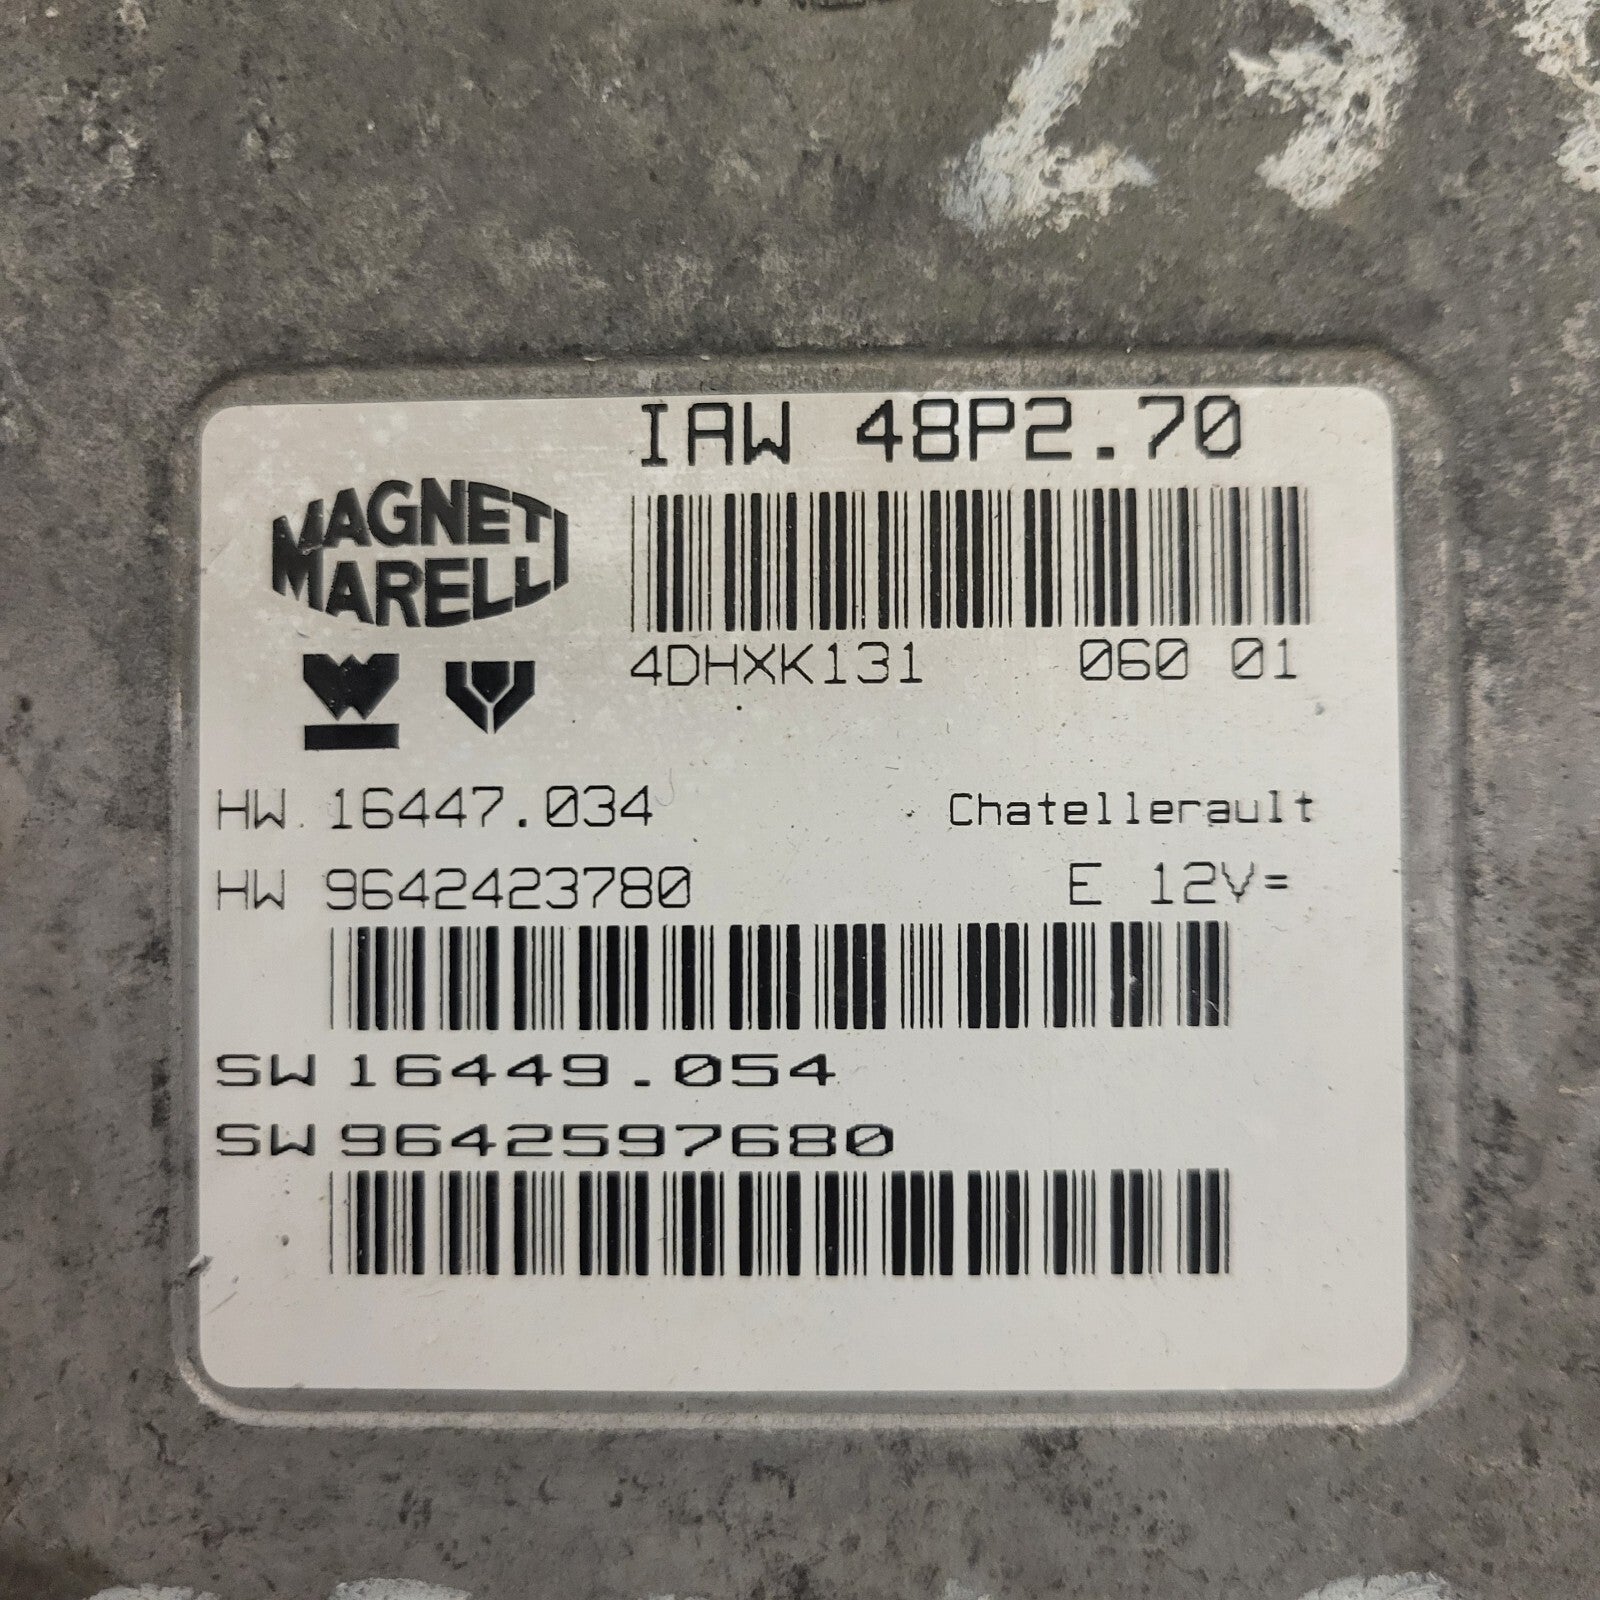 IAW 48P2.70
MAGNETI
MARELLI
4DHXK131 060 01
HW 16447.034 Chatellerault
HW 9642423780 E 12V=
SW 16449.054
SW 9642597680